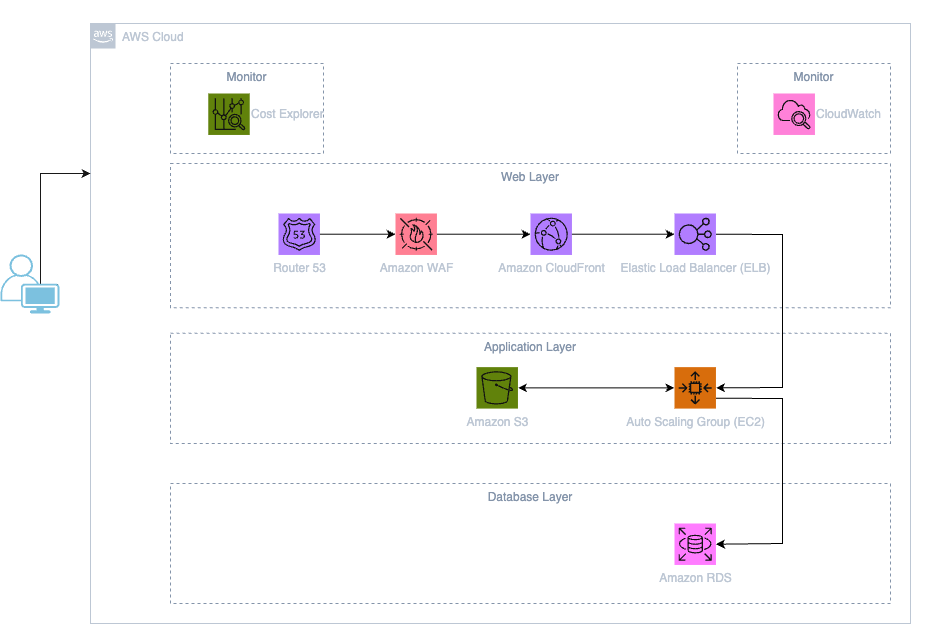 aws
AWS Cloud
Monitor
Cost Explorer
Monitor
CloudWatch
Web Layer
53
Router 53
Amazon WAF
Amazon CloudFront
Elastic Load Balancer (ELB)
Application Layer
Amazon S3
Auto Scaling Group (EC2)
Database Layer
Amazon RDS